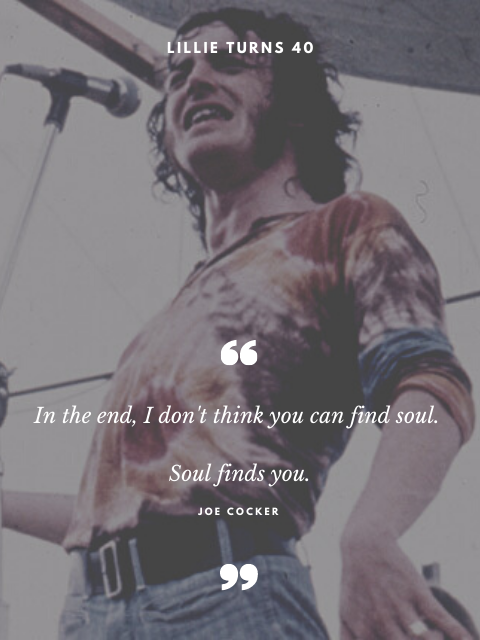 LILLIE TURNS 40
“
In the end, I don't think you can find soul.
Soul finds you.
JOE COCKER
”